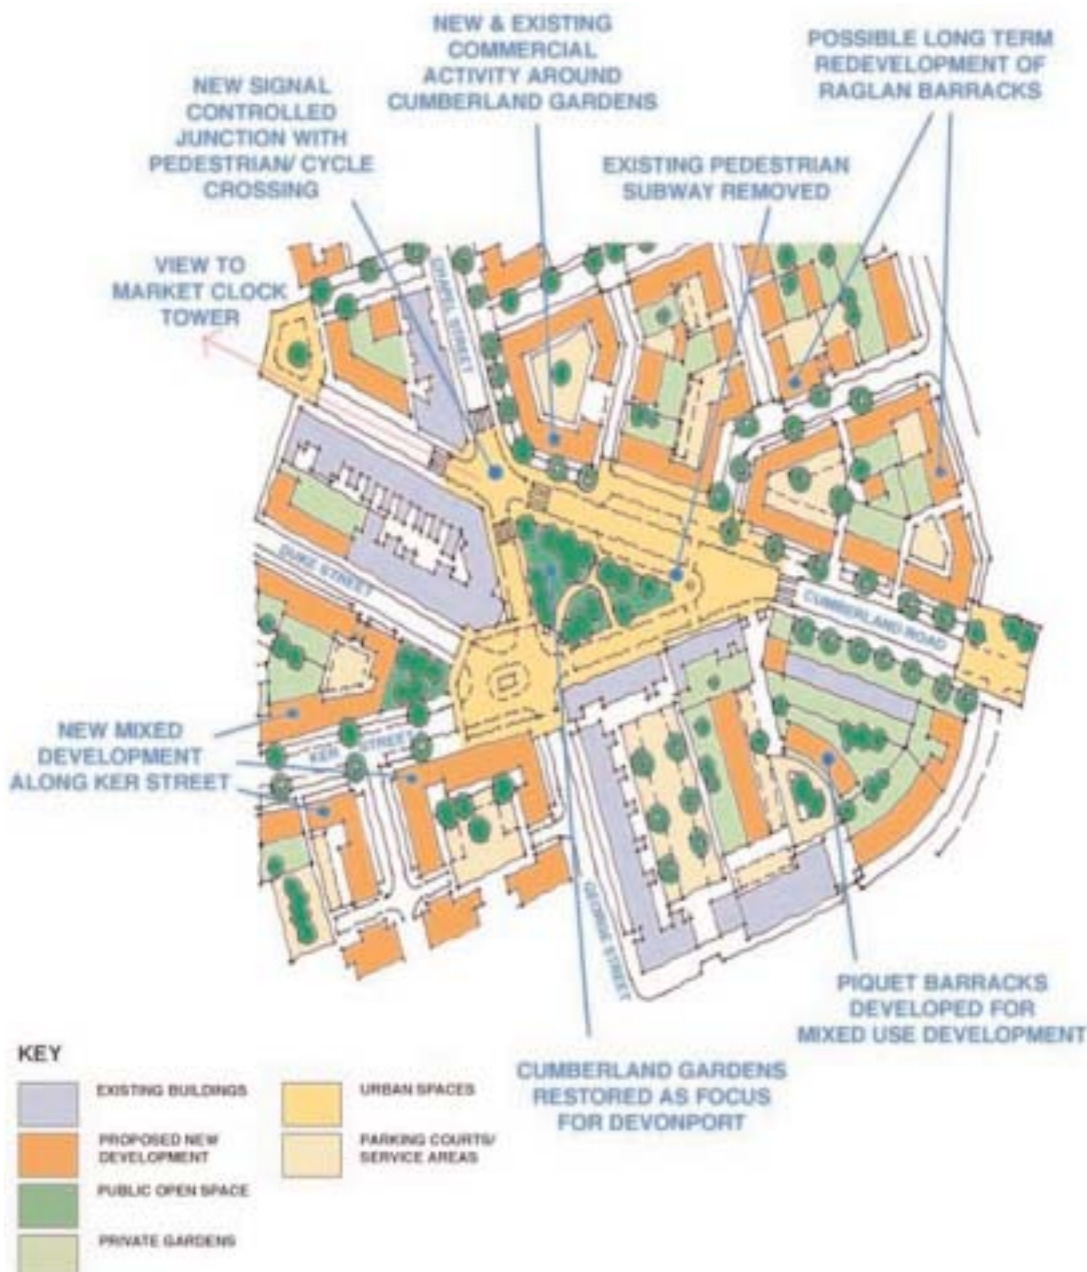 NEW & EXISTING
COMMERCIAL
ACTIVITY AROUND
CUMBERLAND GARDENS
POSSIBLE LONG TERM
REDEVELOPMENT OF
RAGLAN BARRACKS
NEW SIGNAL
CONTROLLED
JUNCTION WITH
PEDESTRIAN/ CYCLE
CROSSING
EXISTING PEDESTRIAN
SUBWAY REMOVED
VIEW TO
MARKET CLOCK
TOWER
CHAPEL STREET
DUKE STREET
CUMBERLAND ROAD
KER STREET
NEW MIXED
DEVELOPMENT
ALONG KER STREET
GEORGE STREET
PIQUET BARRACKS
DEVELOPED FOR
MIXED USE DEVELOPMENT
CUMBERLAND GARDENS
RESTORED AS FOCUS
FOR DEVONPORT
KEY
EXISTING BUILDINGS
PROPOSED NEW
DEVELOPMENT
PUBLIC OPEN SPACE
PRIVATE GARDENS
URBAN SPACES
PARKING COURTS/
SERVICE AREAS